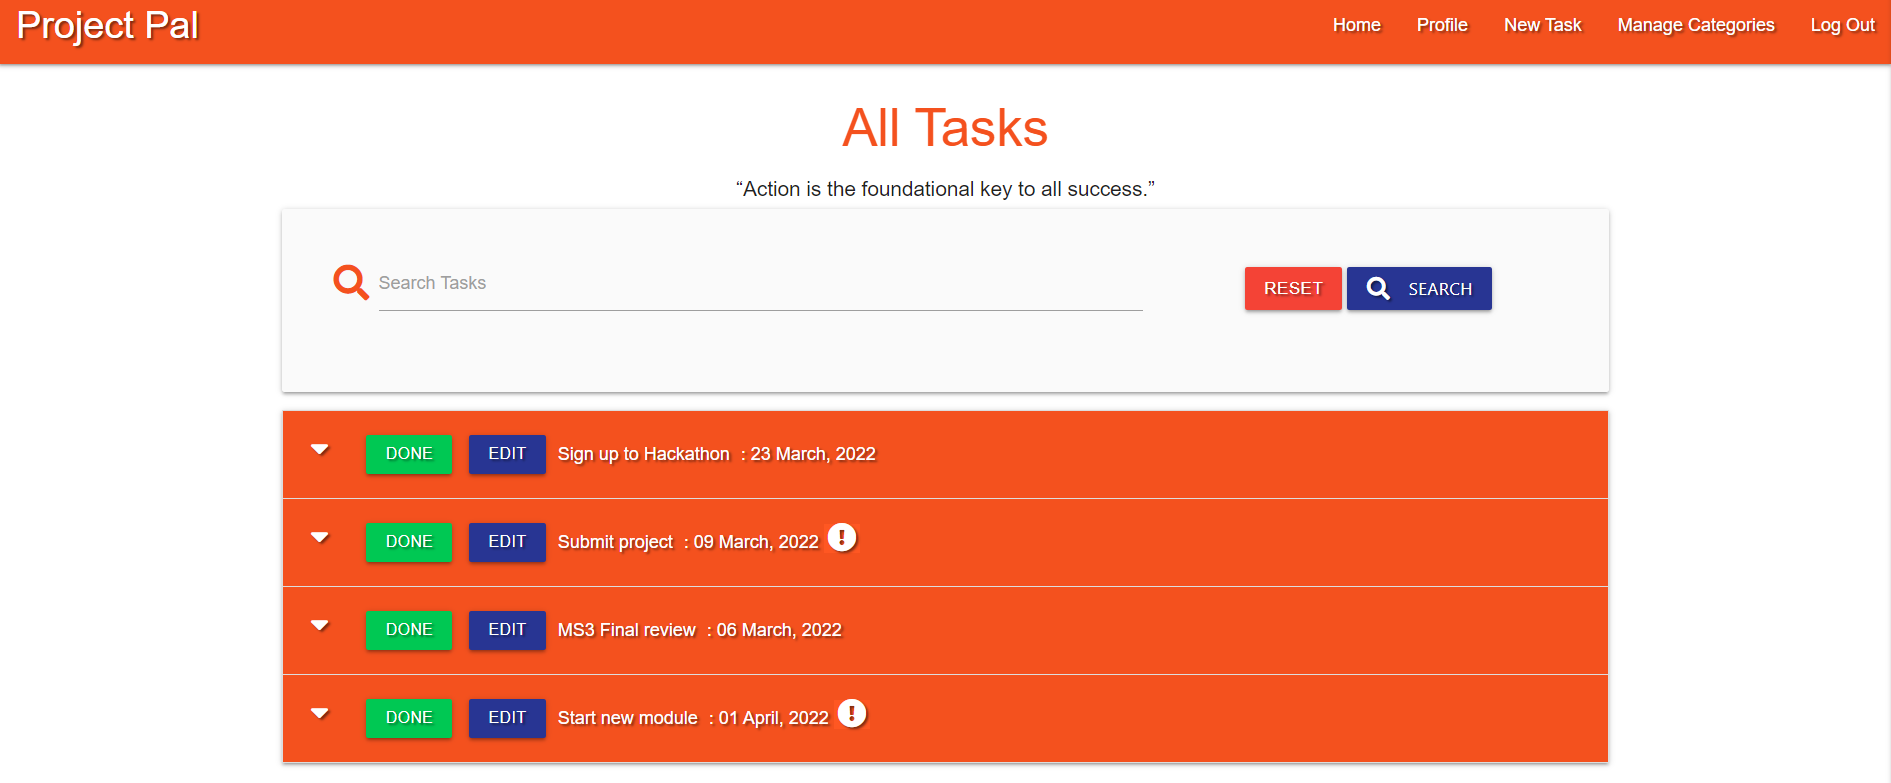 Project Pal
Home Profile New Task Manage Categories Log Out
All Tasks
“Action is the foundational key to all success.”
Search Tasks RESET SEARCH
DONE EDIT Sign up to Hackathon : 23 March, 2022
DONE EDIT Submit project : 09 March, 2022
DONE EDIT MS3 Final review : 06 March, 2022
DONE EDIT Start new module : 01 April, 2022